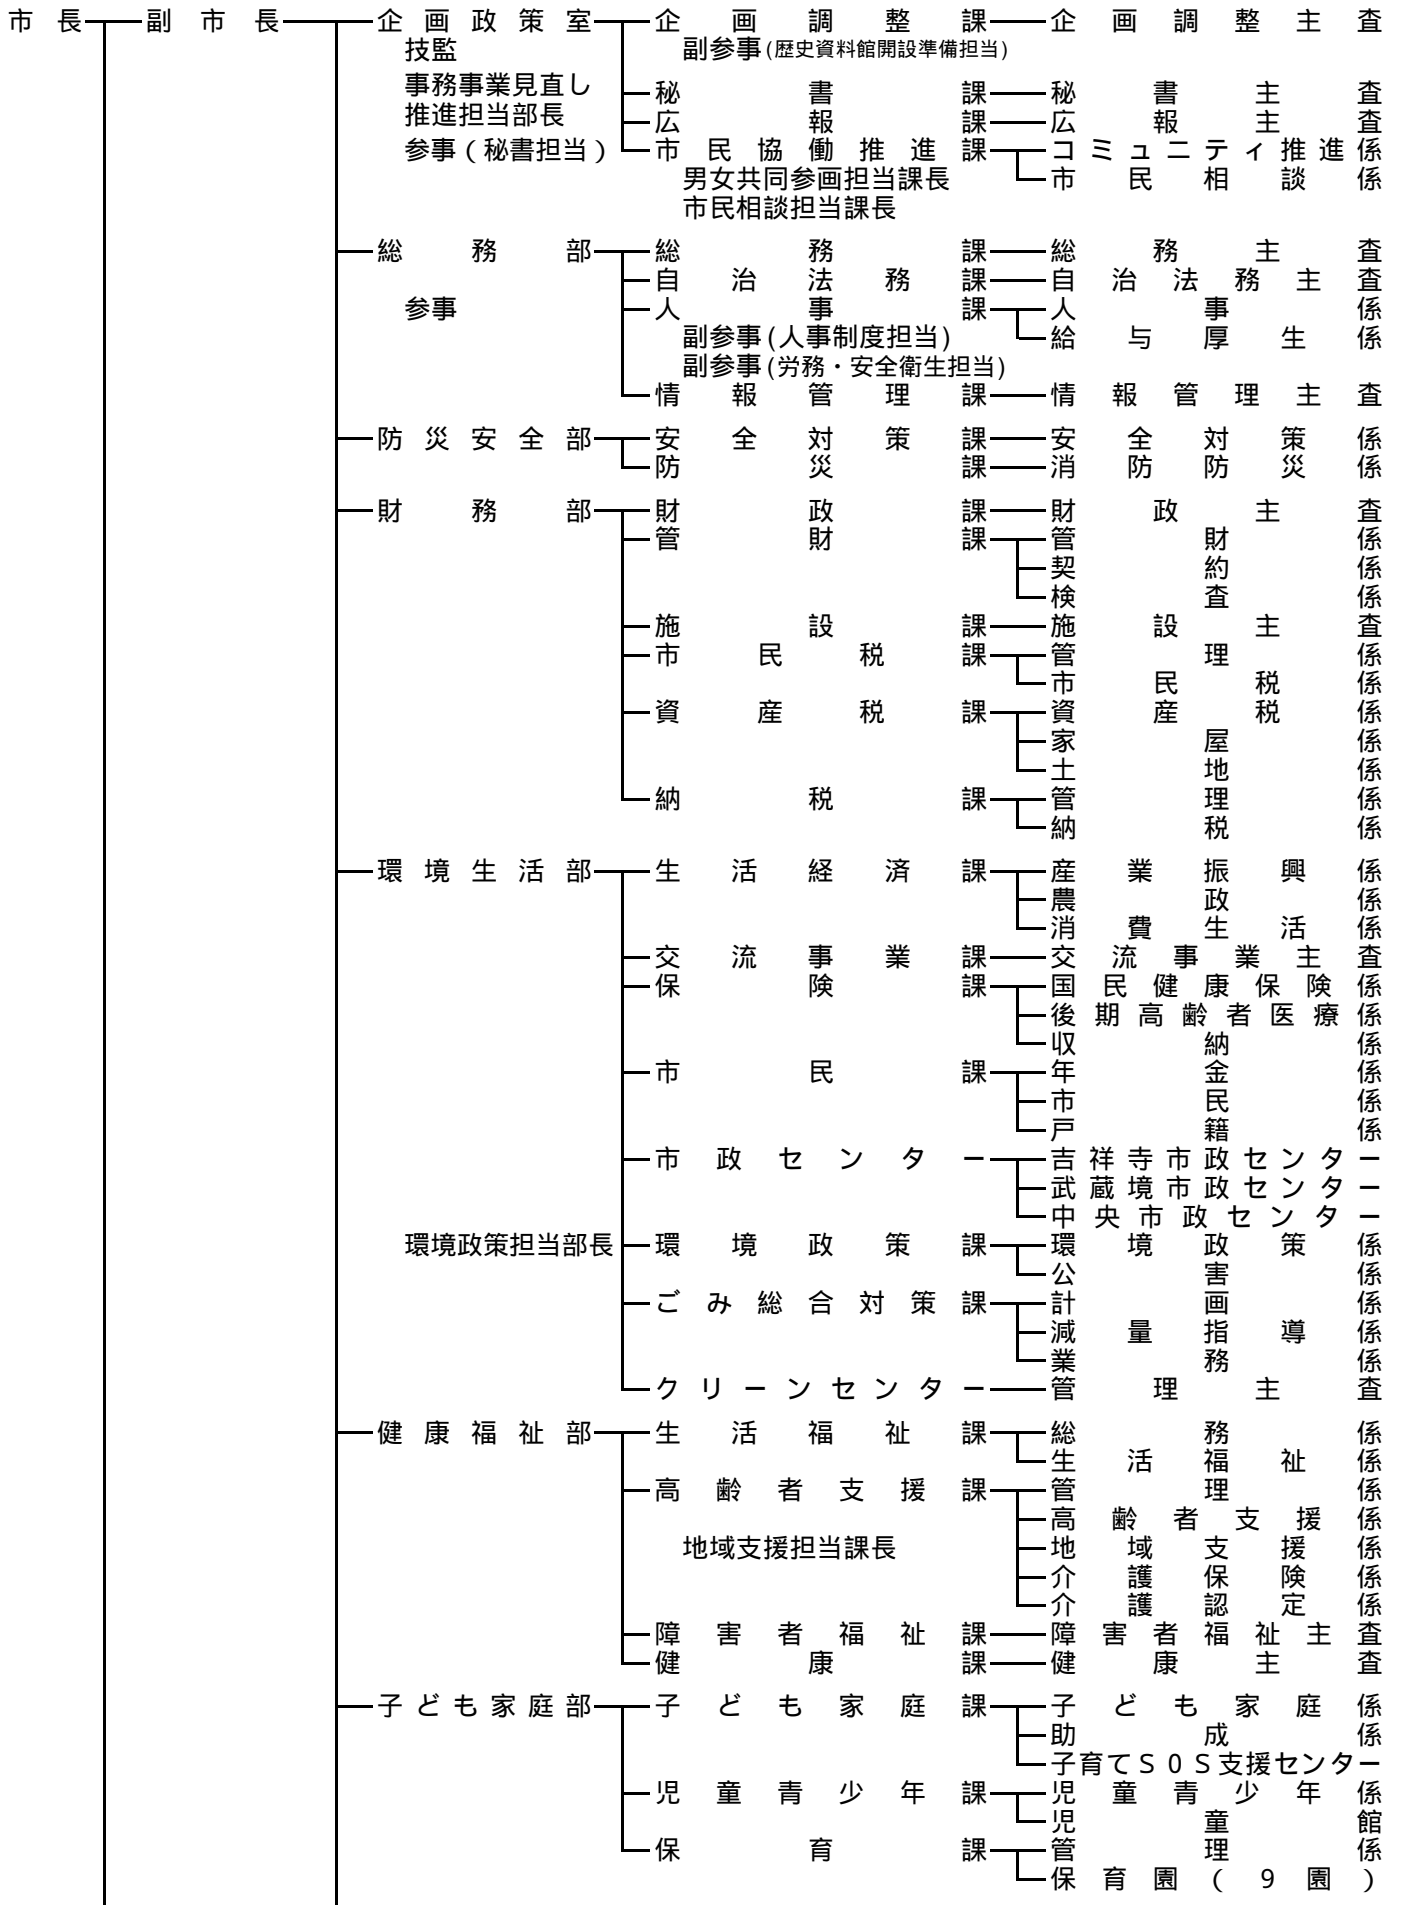 市長 副市長 企画政策室 企画調整課 企画調整主査
技監 副参事(歴史資料館開設準備担当)
事務事業見直し 秘書課 秘書主査
推進担当部長 広報課 広報主査
参事(秘書担当) 市民協働推進課 コミュニティ推進係
男女共同参画担当課長 市民相談係
市民相談担当課長
総務部 総務課 総務主査
自治法務課 自治法務主査
参事 人事課 人事係
副参事(人事制度担当) 給与厚生係
副参事(労務・安全衛生担当)
情報管理課 情報管理主査
防災安全部 安全対策課 安全対策係
防災課 消防防災係
財務部 財政課 財政主査
管財課 管財係
契約係
検査係
施設課 施設主査
市民税課 管理係
市民税係
資産税課 資産税係
家屋係
土地係
納税課 管理係
納税係
環境生活部 生活経済課 産業振興係
農政係
消費生活係
交流事業課 交流事業主査
保険課 国民健康保険係
後期高齢者医療係
収納係
市民課 年金係
市民係
戸籍係
市政センター 吉祥寺市政センター
武蔵境市政センター
中央市政センター
環境政策担当部長 環境政策課 環境政策係
公害係
ごみ総合対策課 計画係
減量指導係
業務係
クリーンセンター 管理主査
健康福祉部 生活福祉課 総務係
生活福祉係
高齢者支援課 管理係
高齢者支援係
地域支援担当課長 地域支援係
介護保険係
介護認定係
障害者福祉課 障害者福祉主査
健康課 健康主査
子ども家庭部 子ども家庭課 子ども家庭係
助成係
子育てSOS支援センター
児童青少年課 児童青少年係
児童館
保育課 管理係
保育園(9園)